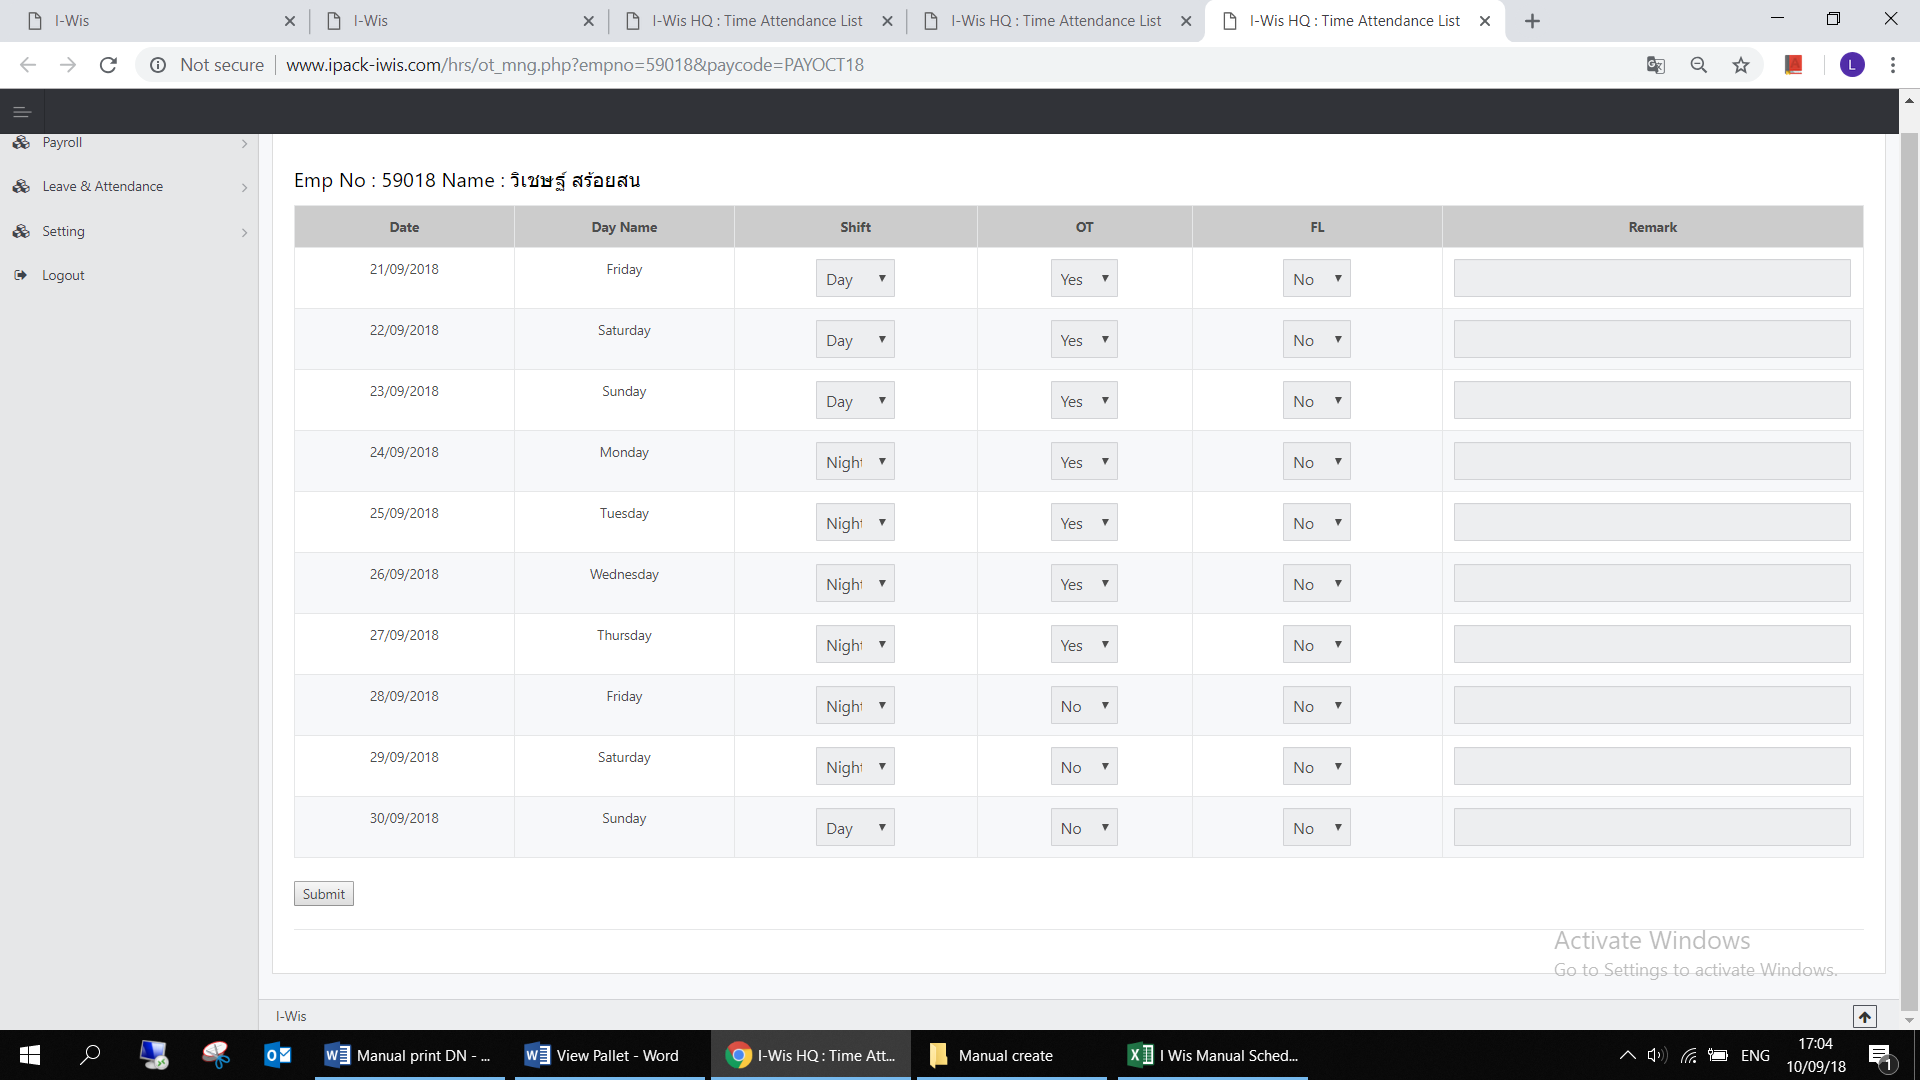 I-Wis
I-Wis
I-Wis HQ : Time Attendance List
I-Wis HQ : Time Attendance List
I-Wis HQ : Time Attendance List
Not secure
www.ipack-iwis.com/hrs/ot_mng.php?empno=59018&paycode=PAYOCT18
L
Payroll
Leave & Attendance
Setting
Logout
Emp No : 59018 Name : วิเชษฐ์ สร้อยสน
Date Day Name Shift OT FL Remark
21/09/2018 Friday Day Yes No
22/09/2018 Saturday Day Yes No
23/09/2018 Sunday Day Yes No
24/09/2018 Monday Night Yes No
25/09/2018 Tuesday Night Yes No
26/09/2018 Wednesday Night Yes No
27/09/2018 Thursday Night Yes No
28/09/2018 Friday Night No No
29/09/2018 Saturday Night No No
30/09/2018 Sunday Day No No
Submit
Activate Windows
Go to Settings to activate Windows.
I-Wis
Manual print DN - ...
View Pallet - Word
I-Wis HQ : Time Att...
Manual create
I Wis Manual Sched...
ENG
17:04
10/09/18
1